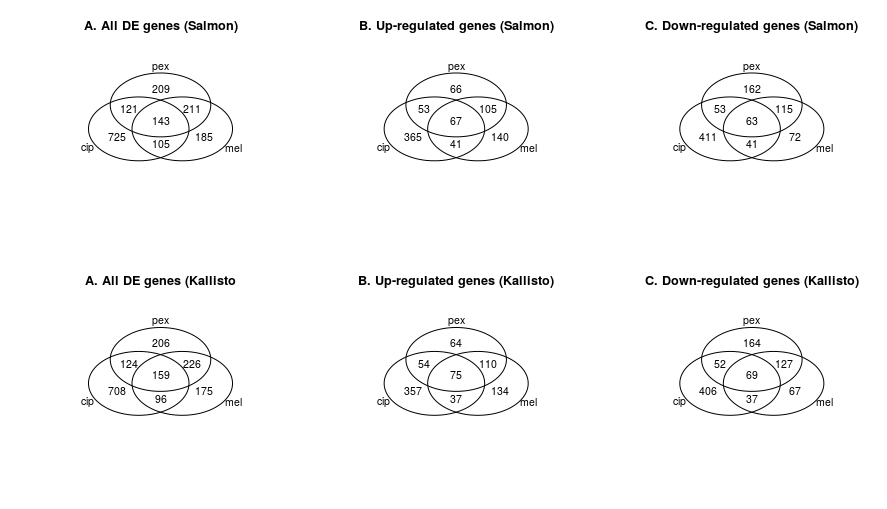 A. All DE genes (Salmon)
pex
209
121
211
143
725
185
105
cip
mel
B. Up-regulated genes (Salmon)
pex
66
53
105
67
365
140
41
cip
mel
C. Down-regulated genes (Salmon)
pex
162
53
115
63
411
72
41
cip
mel
A. All DE genes (Kallisto
pex
206
124
226
159
708
175
96
cip
mel
B. Up-regulated genes (Kallisto)
pex
64
54
110
75
357
134
37
cip
mel
C. Down-regulated genes (Kallisto)
pex
164
52
127
69
406
67
37
cip
mel